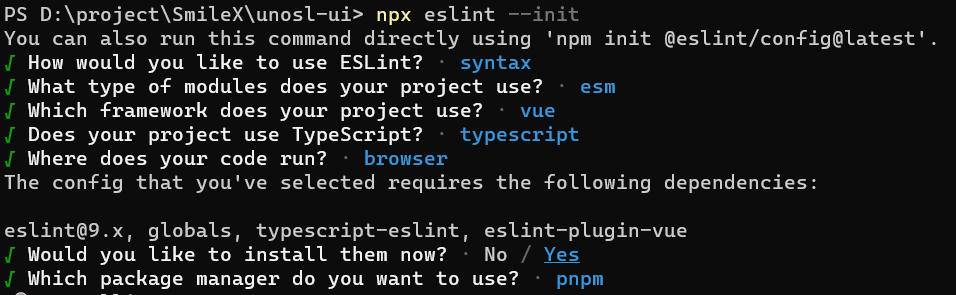 PS D:\project\SmileX\unosl-ui> npx eslint --init
You can also run this command directly using 'npm init @eslint/config@latest'.
√ How would you like to use ESLint? · syntax
√ What type of modules does your project use? · esm
√ Which framework does your project use? · vue
√ Does your project use TypeScript? · typescript
√ Where does your code run? · browser
The config that you've selected requires the following dependencies:
eslint@9.x, globals, typescript-eslint, eslint-plugin-vue
√ Would you like to install them now? · No / Yes
√ Which package manager do you want to use? · pnpm